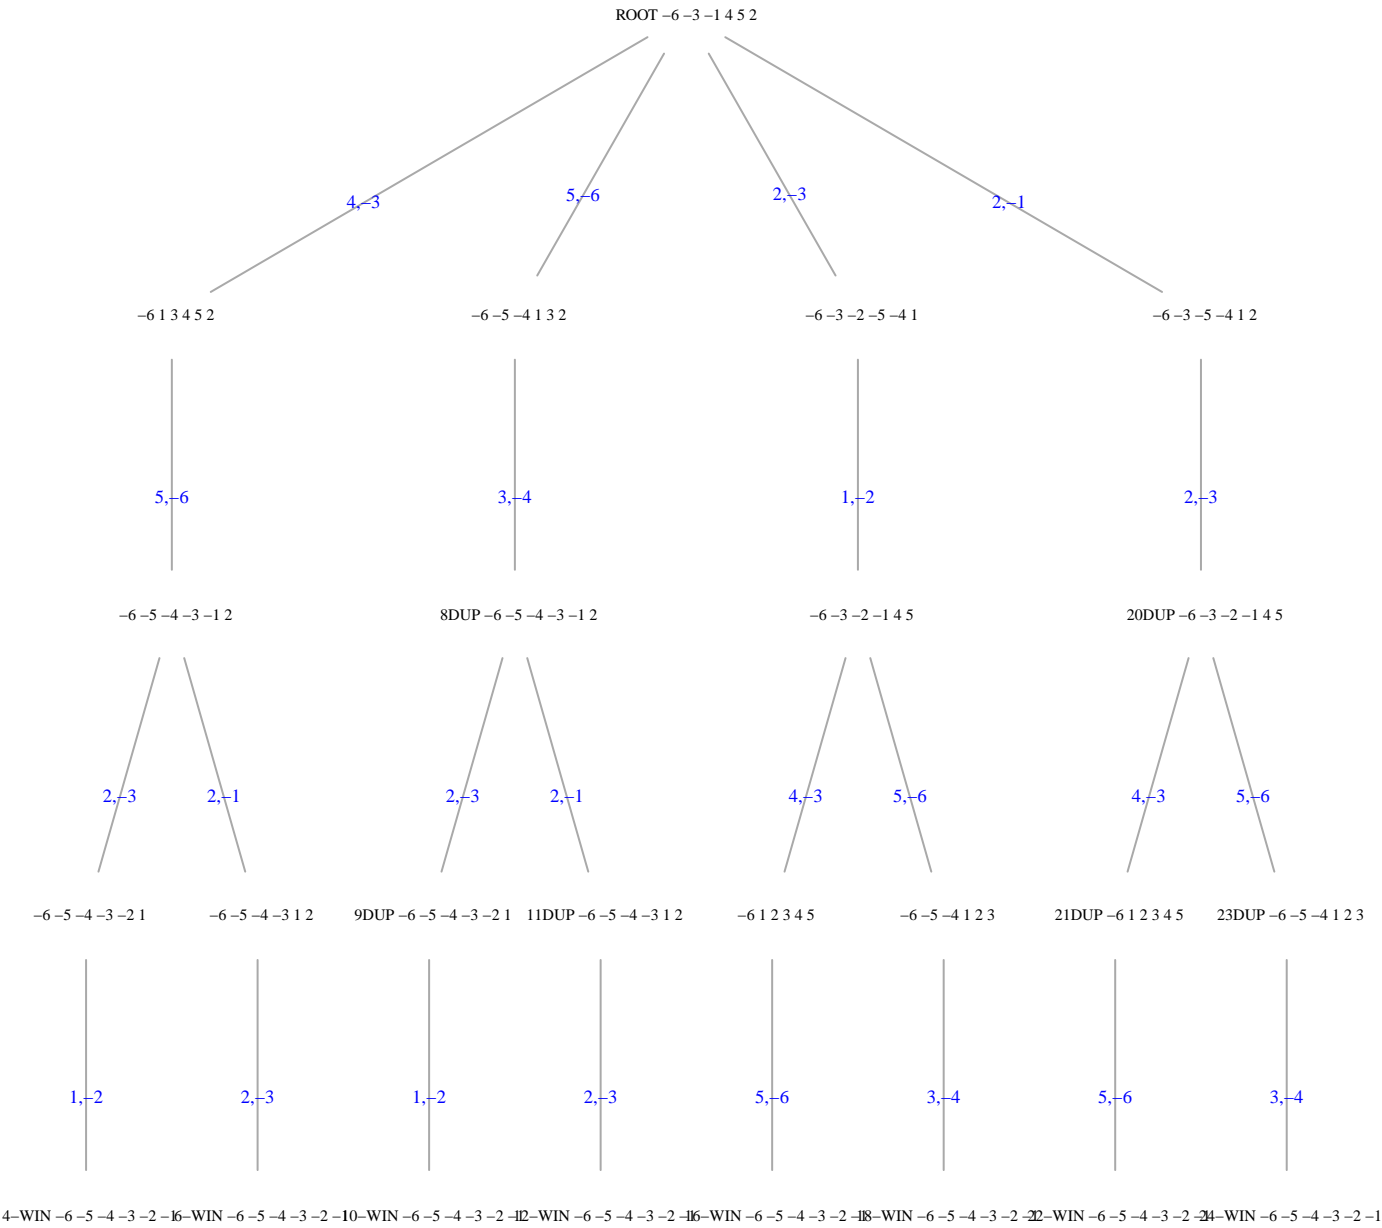 ROOT −6 −3 −1 4 5 2
4,−3 5,−6 2,−3 2,−1
−6 1 3 4 5 2 −6 −5 −4 1 3 2 −6 −3 −2 −5 −4 1 −6 −3 −5 −4 1 2
5,−6 3,−4 1,−2 2,−3
−6 −5 −4 −3 −1 2 8DUP −6 −5 −4 −3 −1 2 −6 −3 −2 −1 4 5 20DUP −6 −3 −2 −1 4 5
2,−3 2,−1 2,−3 2,−1 4,−3 5,−6 4,−3 5,−6
−6 −5 −4 −3 −2 1 −6 −5 −4 −3 1 2 9DUP −6 −5 −4 −3 −2 1 11DUP −6 −5 −4 −3 1 2 −6 1 2 3 4 5 −6 −5 −4 1 2 3 21DUP −6 1 2 3 4 5 23DUP −6 −5 −4 1 2 3
1,−2 2,−3 1,−2 2,−3 5,−6 3,−4 5,−6 3,−4
4−WIN −6 −5 −4 −3 −2 −1 6−WIN −6 −5 −4 −3 −2 −1 10−WIN −6 −5 −4 −3 −2 −1 12−WIN −6 −5 −4 −3 −2 −1 16−WIN −6 −5 −4 −3 −2 −1 18−WIN −6 −5 −4 −3 −2 −1 22−WIN −6 −5 −4 −3 −2 −1 24−WIN −6 −5 −4 −3 −2 −1